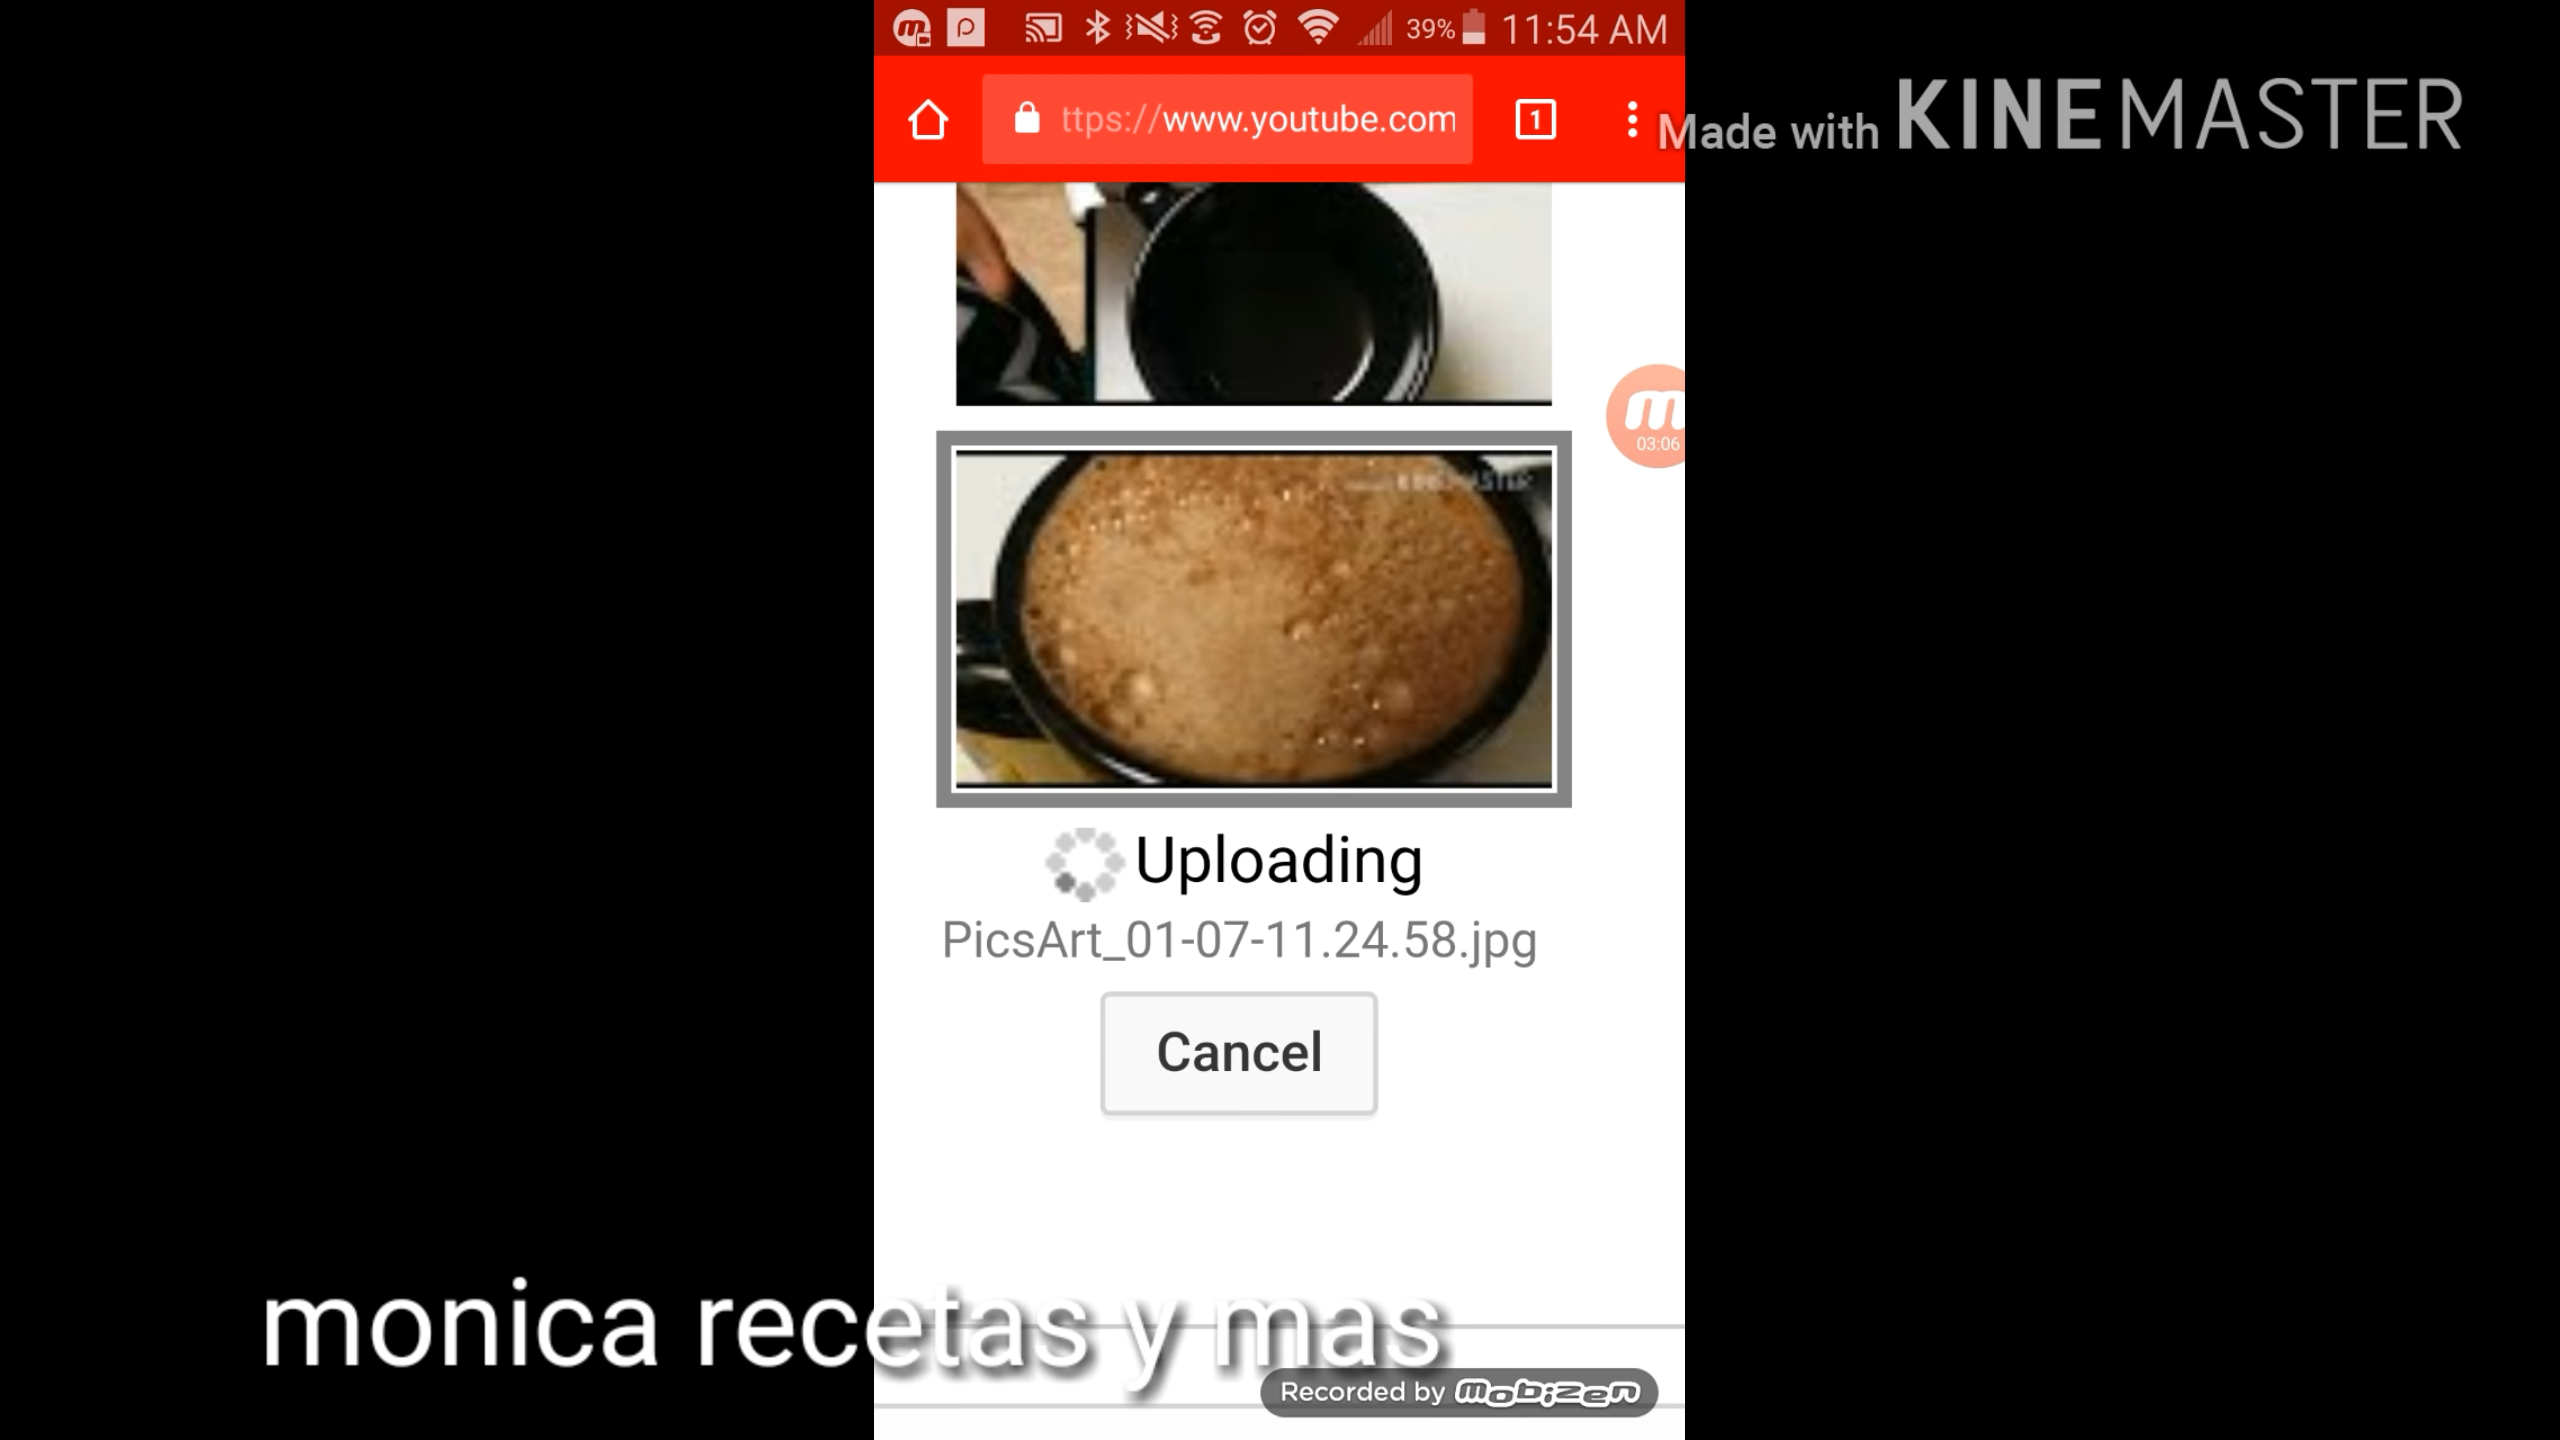 39% 11:54 AM
ttps://www.youtube.com
1
Made with KINEMASTER
03:06
Uploading
PicsArt_01-07-11.24.58.jpg
Cancel
monica recetas y mas
Recorded by mobizen